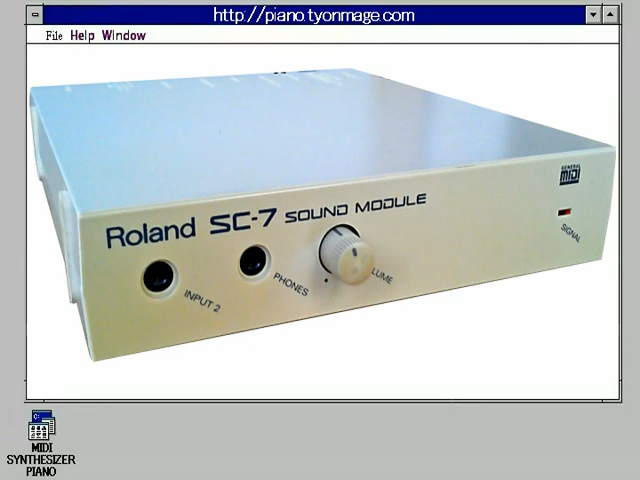 http://piano.tyonmage.com
File Help Window
GENERAL
MIDI
Roland SC-7 SOUND MODULE
SIGNAL
INPUT 2
PHONES
LUME
MIDI
SYNTHESIZER
PIANO